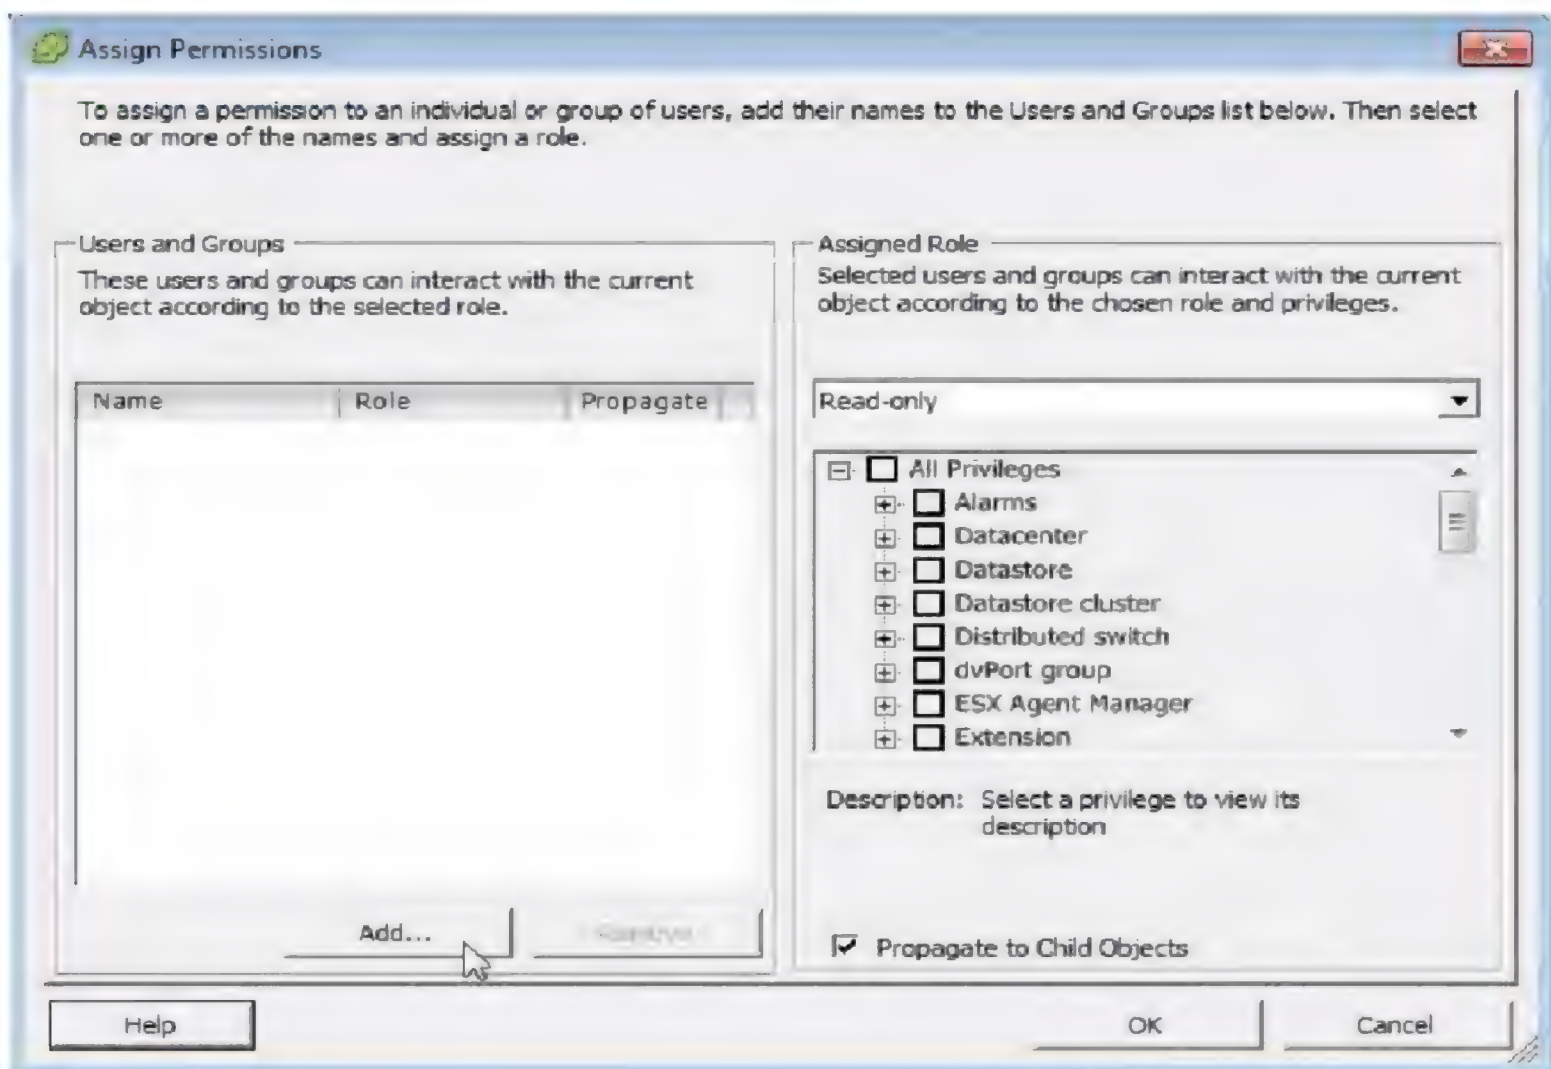 Assign Permissions
To assign a permission to an individual or group of users, add their names to the Users and Groups list below. Then select
one or more of the names and assign a role.
Users and Groups
These users and groups can interact with the current
object according to the selected role.
Name Role Propagate
Add...
Assigned Role
Selected users and groups can interact with the current
object according to the chosen role and privileges.
Read-only
All Privileges
Alarms
Datacenter
Datastore
Datastore cluster
Distributed switch
dvPort group
ESX Agent Manager
Extension
Description: Select a privilege to view its
description
Propagate to Child Objects
Help OK Cancel